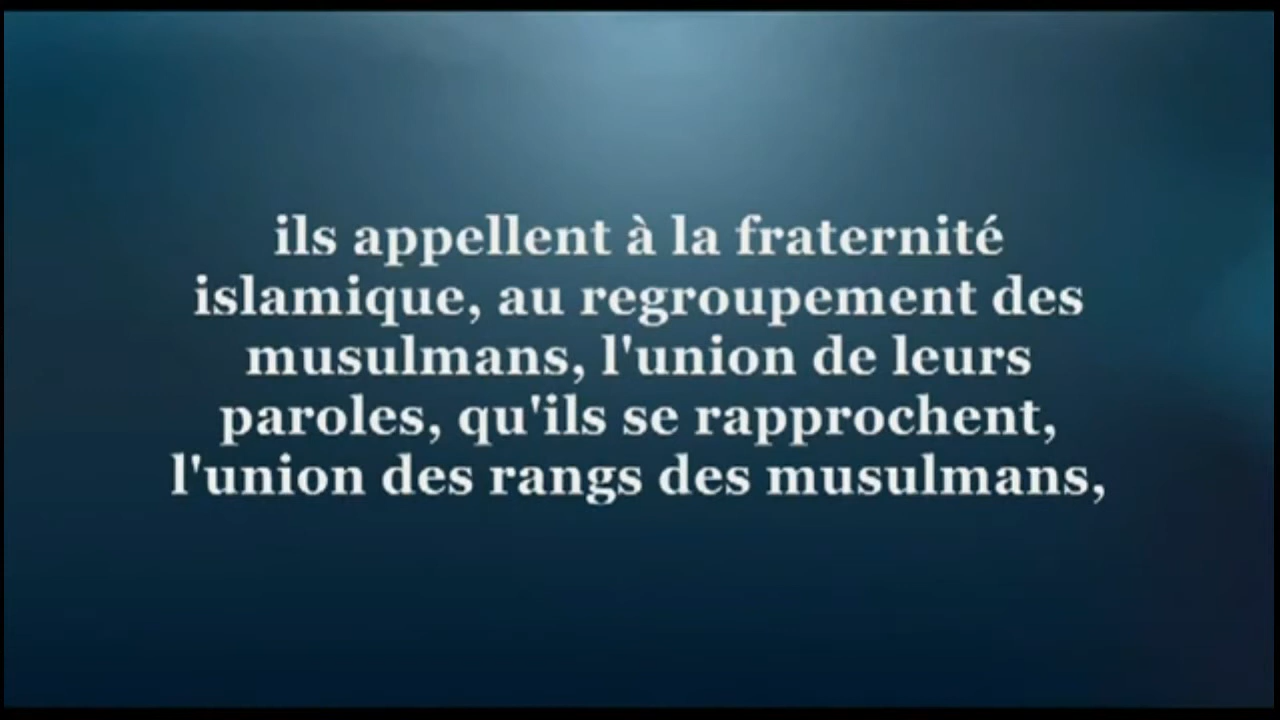 ils appellent à la fraternité
islamique, au regroupement des
musulmans, l'union de leurs
paroles, qu'ils se rapprochent,
l'union des rangs des musulmans,